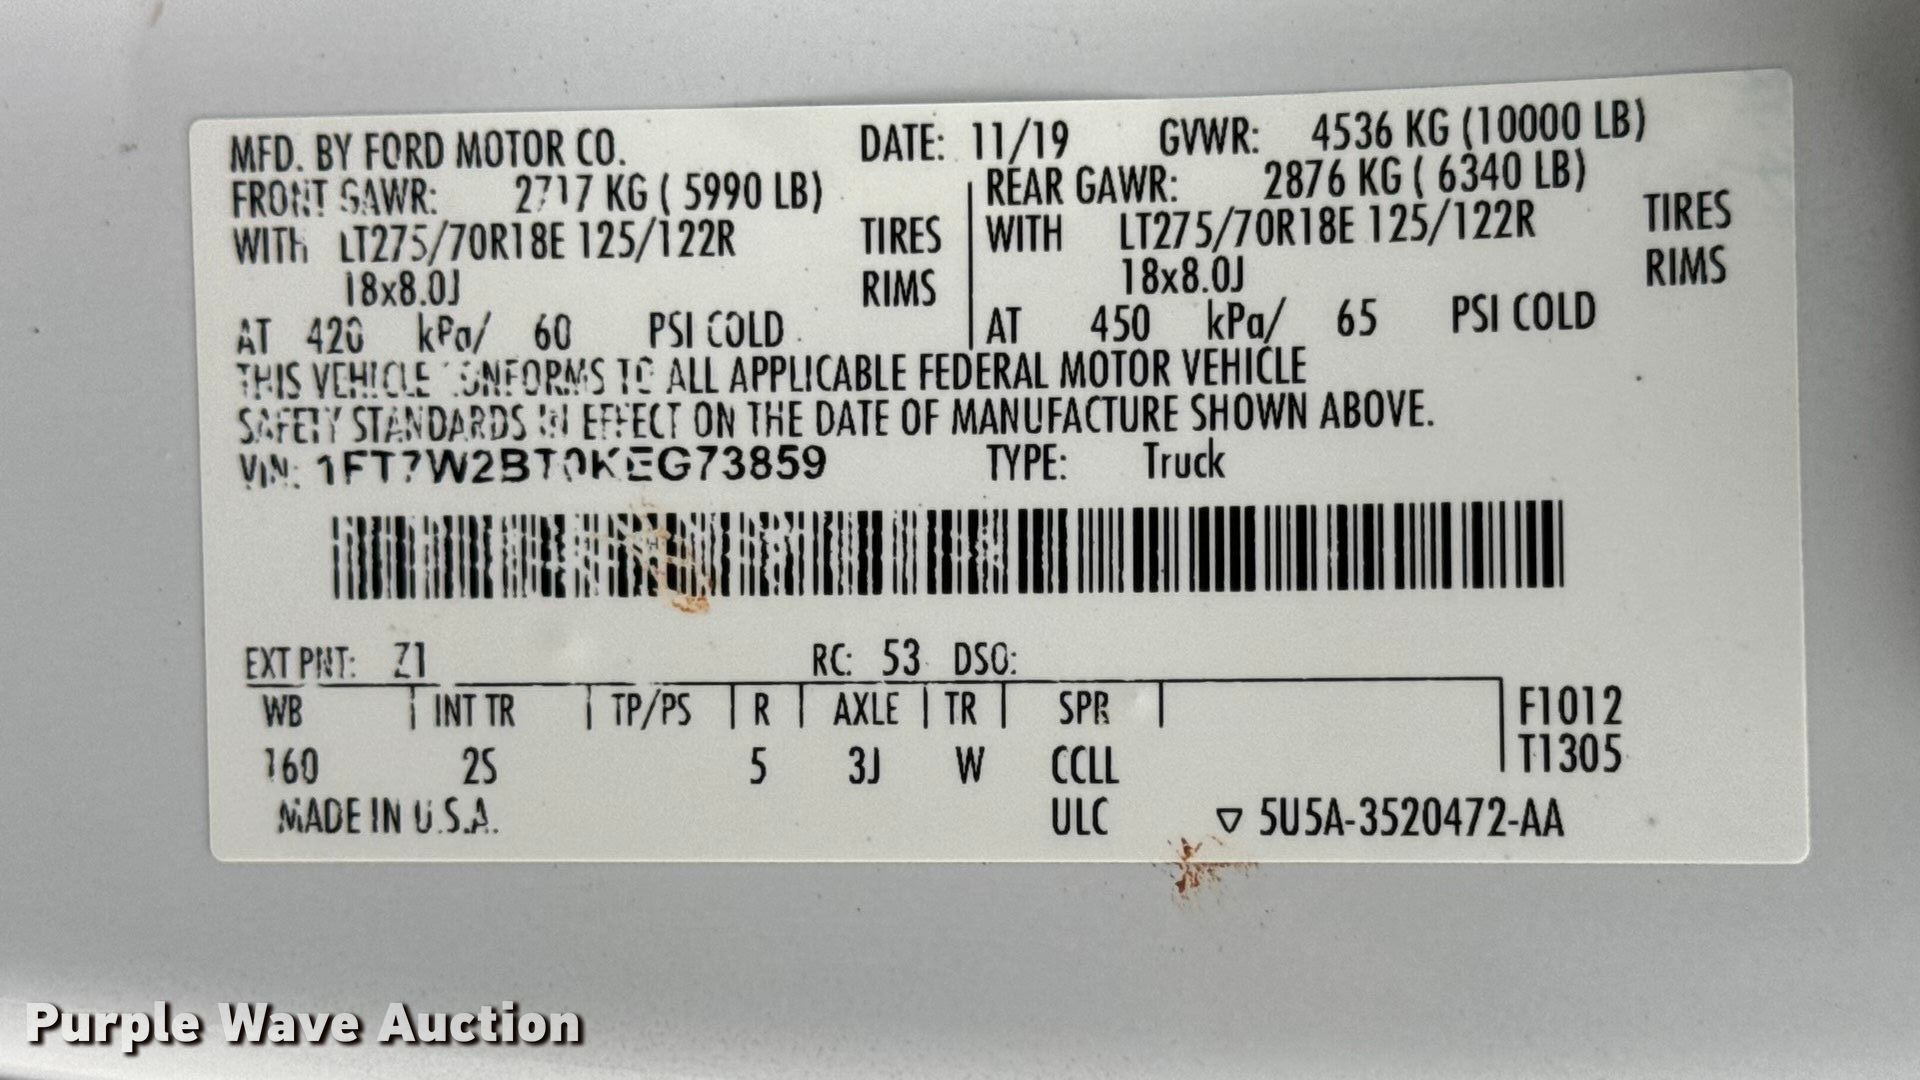 MFD. BY FORD MOTOR CO. DATE: 11/19 GVWR: 4536 KG (10000 LB)
FRONT GAWR: 2717 KG ( 5990 LB) REAR GAWR: 2876 KG ( 6340 LB)
WITH LT275/70R18E 125/122R TIRES WITH LT275/70R18E 125/122R TIRES
18x8.0J RIMS 18x8.0J RIMS
AT 420 kPa/ 60 PSI COLD AT 450 kPa/ 65 PSI COLD
THIS VEHICLE CONFORMS TO ALL APPLICABLE FEDERAL MOTOR VEHICLE
SAFETY STANDARDS IN EFFECT ON THE DATE OF MANUFACTURE SHOWN ABOVE.
VIN: 1FT7W2BT0KEG73859 TYPE: Truck
EXT PNT: Z1 RC: 53 DSO:
WB INT TR TP/PS R AXLE TR SPR F1012
160 2S 5 3J W CCLL T1305
MADE IN U.S.A. ULC ▽ 5U5A-3520472-AA
Purple Wave Auction